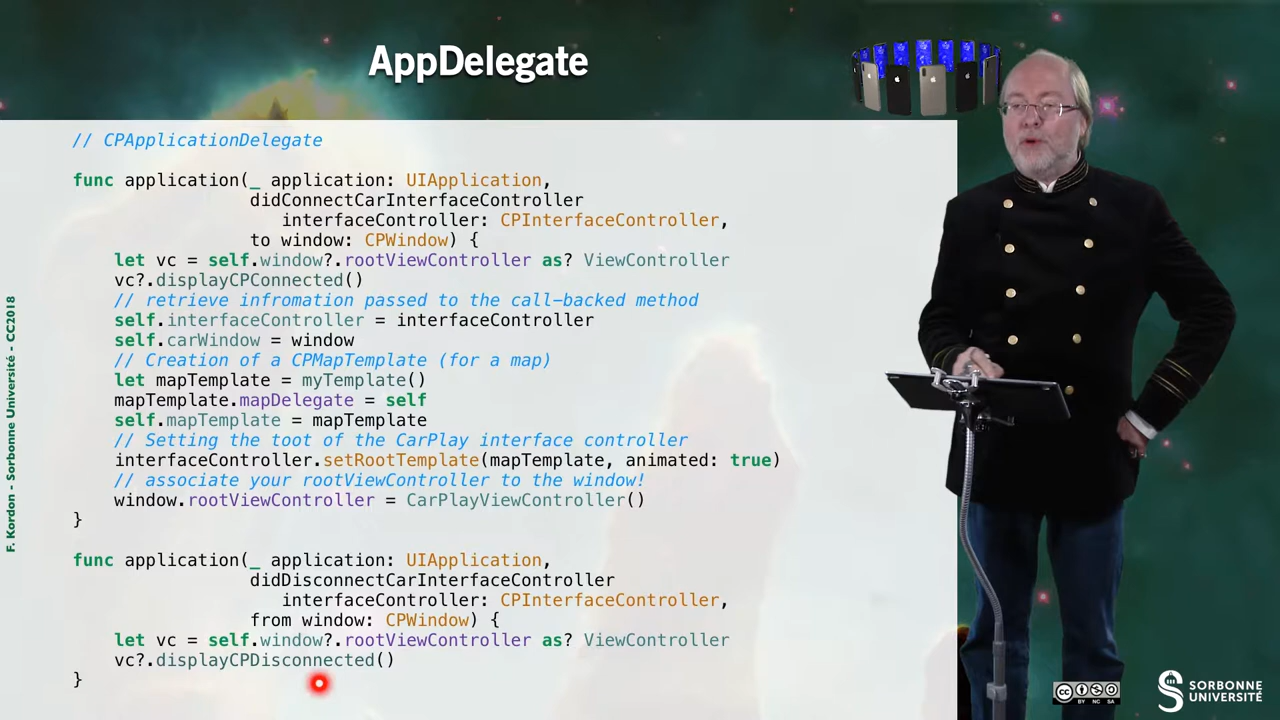 AppDelegate
// CPApplicationDelegate
func application(_ application: UIApplication,
didConnectCarInterfaceController
interfaceController: CPInterfaceController,
to window: CPWindow) {
let vc = self.window?.rootViewController as? ViewController
vc?.displayCPConnected()
// retrieve infromation passed to the call-backed method
self.interfaceController = interfaceController
self.carWindow = window
// Creation of a CPMapTemplate (for a map)
let mapTemplate = myTemplate()
mapTemplate.mapDelegate = self
self.mapTemplate = mapTemplate
// Setting the toot of the CarPlay interface controller
interfaceController.setRootTemplate(mapTemplate, animated: true)
// associate your rootViewController to the window!
window.rootViewController = CarPlayViewController()
}
func application(_ application: UIApplication,
didDisconnectCarInterfaceController
interfaceController: CPInterfaceController,
from window: CPWindow) {
let vc = self.window?.rootViewController as? ViewController
vc?.displayCPDisconnected()
}
F. Kordon - Sorbonne Université - CC2018
cc
BY NC SA
SORBONNE
UNIVERSITÉ